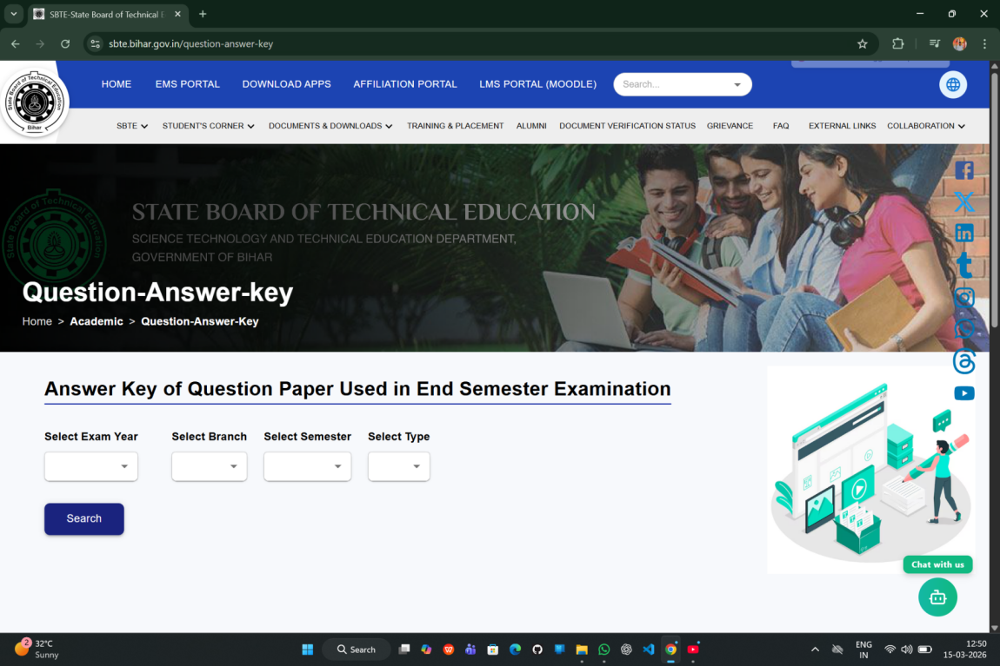 SBTE-State Board of Technical E
sbte.bihar.gov.in/question-answer-key
HOME EMS PORTAL DOWNLOAD APPS AFFILIATION PORTAL LMS PORTAL (MOODLE) Search...
State Board of Technical Education
Bihar
SBTE STUDENT'S CORNER DOCUMENTS & DOWNLOADS TRAINING & PLACEMENT ALUMNI DOCUMENT VERIFICATION STATUS GRIEVANCE FAQ EXTERNAL LINKS COLLABORATION
State Board of Technical Education
STATE BOARD OF TECHNICAL EDUCATION
SCIENCE TECHNOLOGY AND TECHNICAL EDUCATION DEPARTMENT,
GOVERNMENT OF BIHAR
Question-Answer-key
Home > Academic > Question-Answer-Key
Answer Key of Question Paper Used in End Semester Examination
Select Exam Year Select Branch Select Semester Select Type
Search
Chat with us
2
32°C
Sunny
Search
ENG
IN
12:50
15-03-2026